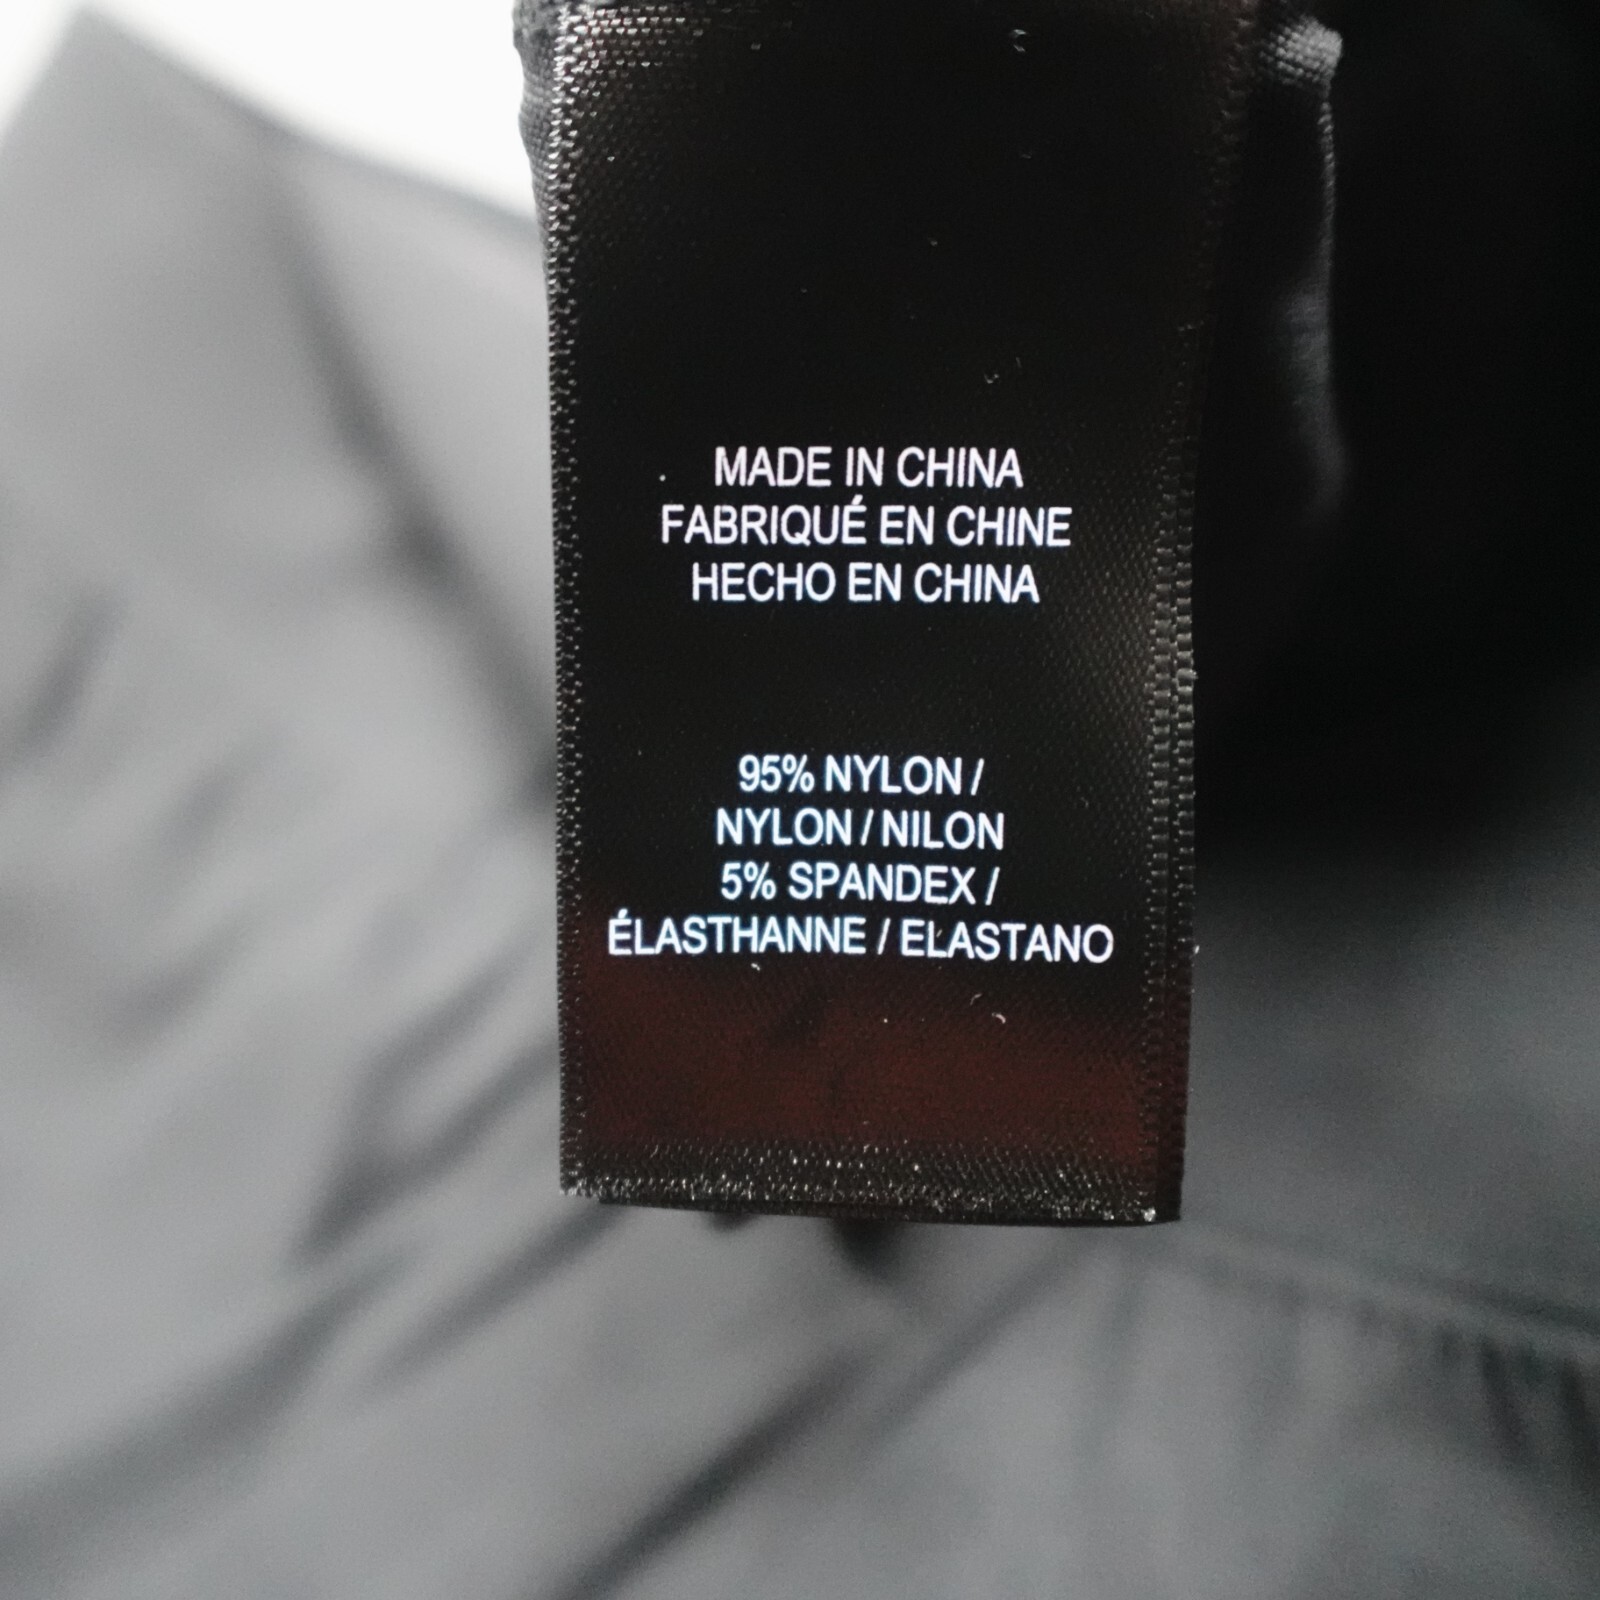 MADE IN CHINA
FABRIQUÉ EN CHINE
HECHO EN CHINA
95% NYLON /
NYLON / NILON
5% SPANDEX /
ÉLASTHANNE / ELASTANO